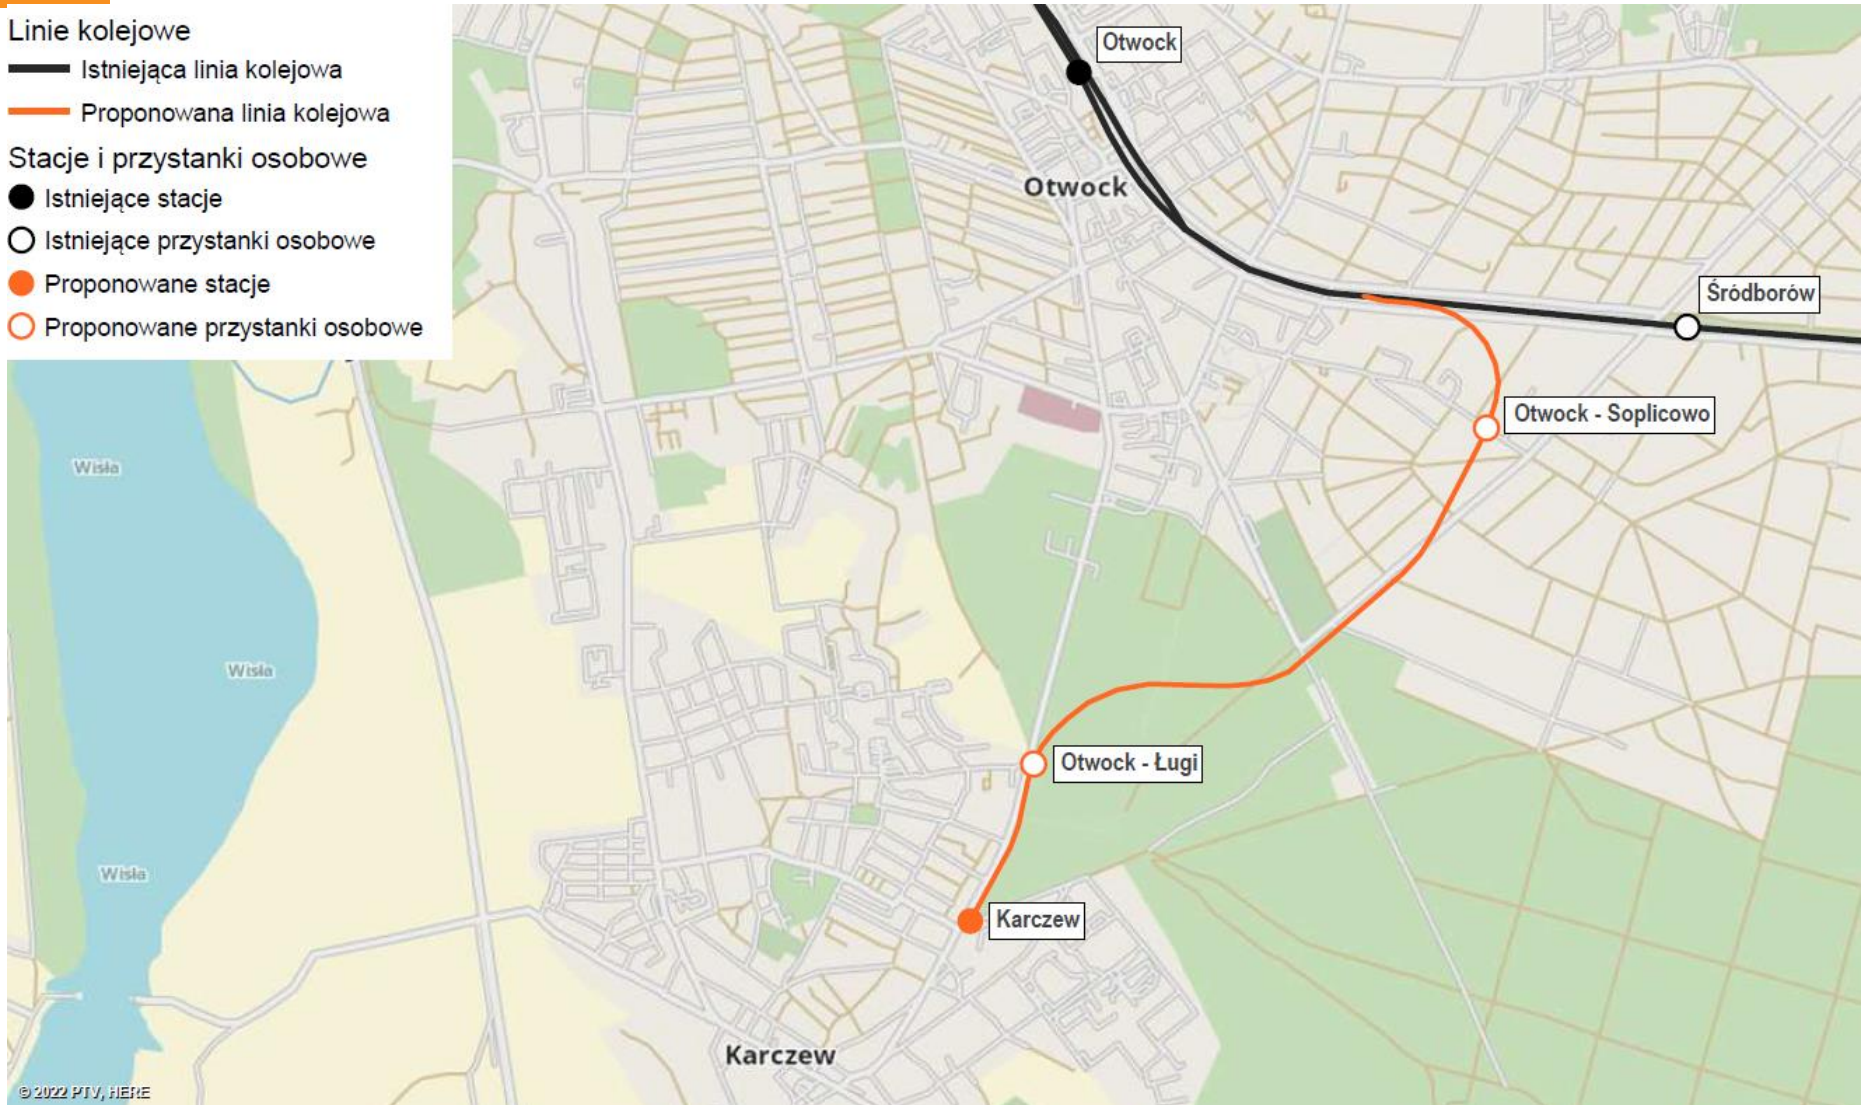 Linie kolejowe
Istniejąca linia kolejowa
Proponowana linia kolejowa
Stacje i przystanki osobowe
Istniejące stacje
Istniejące przystanki osobowe
Proponowane stacje
Proponowane przystanki osobowe
Otwock
Otwock
Śródborów
Otwock - Soplicowo
Wisła
Wisła
Otwock - Ługi
Wisła
Karczew
Karczew
© 2022 PTV, HERE